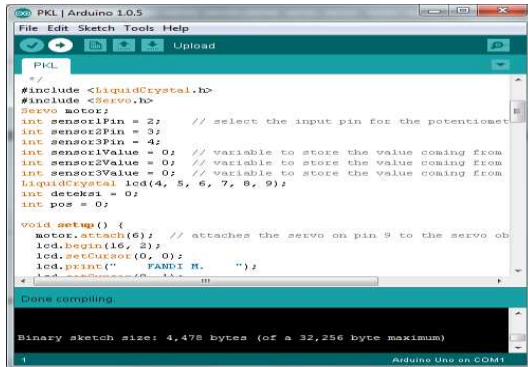 PKL | Arduino 1.0.5
File Edit Sketch Tools Help
Upload
PKL
*/
#include <LiquidCrystal.h>
#include <Servo.h>
Servo motor;
int sensor1Pin = 2;    // select the input pin for the potentiomet
int sensor2Pin = 3;
int sensor3Pin = 4;
int sensor1Value = 0;  // variable to store the value coming from
int sensor2Value = 0;  // variable to store the value coming from
int sensor3Value = 0;  // variable to store the value coming from
LiquidCrystal lcd(4, 5, 6, 7, 8, 9);
int deteksi = 0;
int pos = 0;
void setup() {
motor.attach(6);  // attaches the servo on pin 9 to the servo ob
lcd.begin(16, 2);
lcd.setCursor(0, 0);
lcd.print("    FANDI M.    ");
Done compiling.
Binary sketch size: 4,478 bytes (of a 32,256 byte maximum)
1
Arduino Uno on COM1